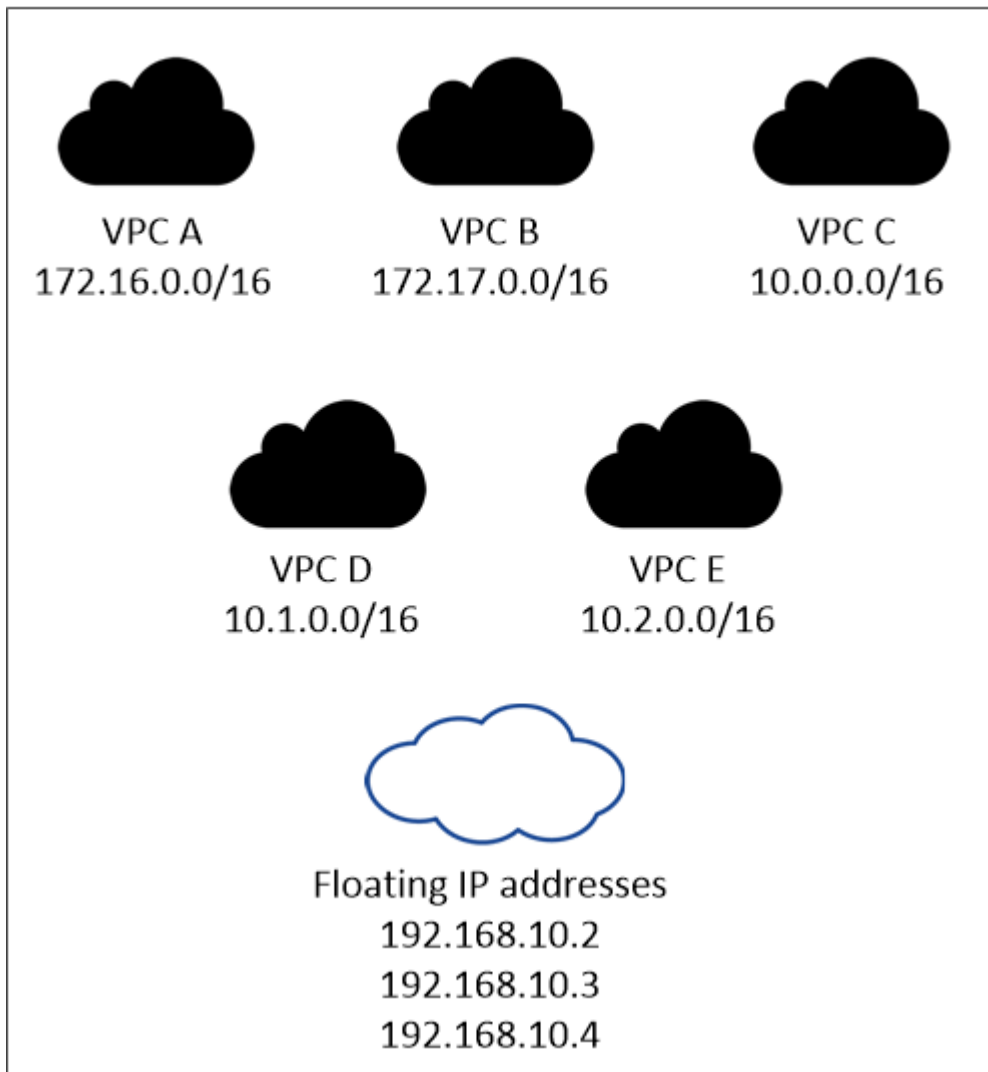 VPC A
172.16.0.0/16
VPC B
172.17.0.0/16
VPC C
10.0.0.0/16
VPC D
10.1.0.0/16
VPC E
10.2.0.0/16
Floating IP addresses
192.168.10.2
192.168.10.3
192.168.10.4